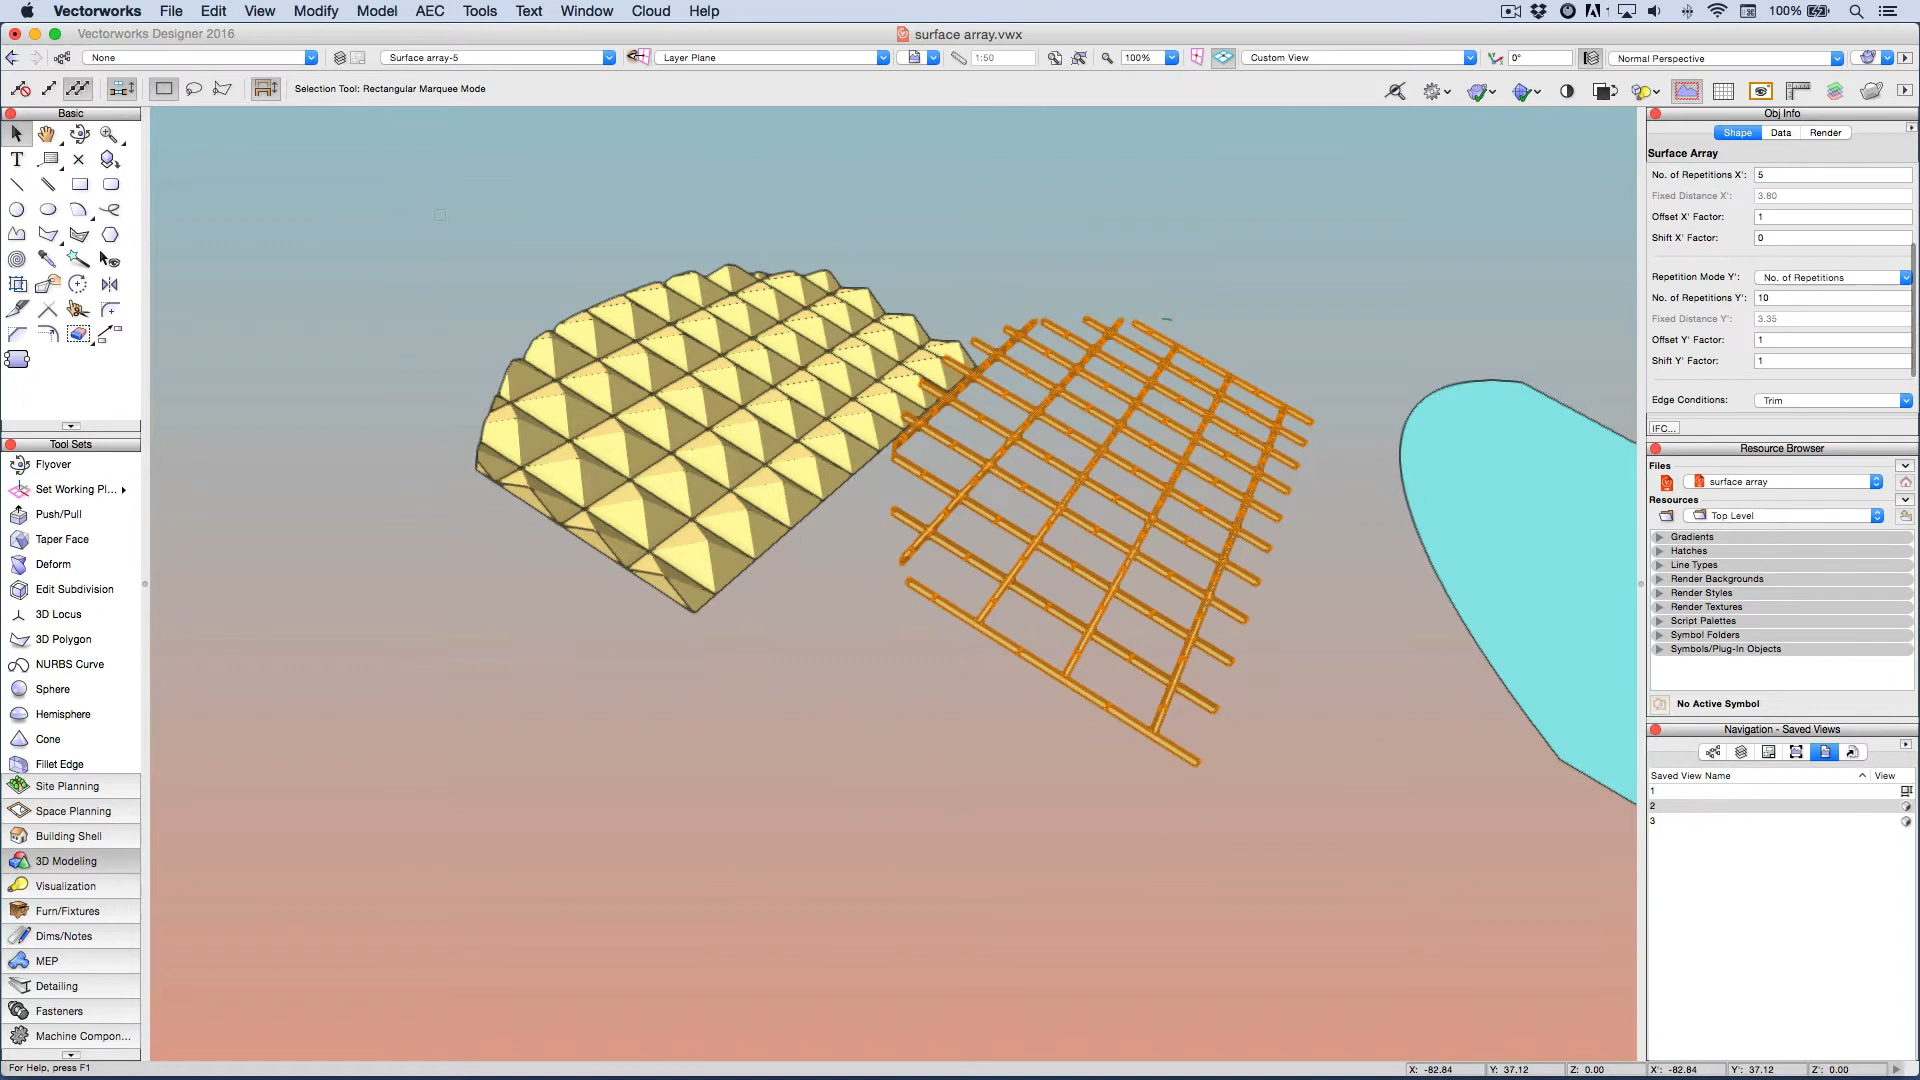 Vectorworks File Edit View Modify Model AEC Tools Text Window Cloud Help 100%
Vectorworks Designer 2016
surface array.vwx
None Surface array-5 Layer Plane 1:50 100% Custom View 0° Normal Perspective
Selection Tool: Rectangular Marquee Mode
Basic
Tool Sets
Flyover
Set Working Pl...
Push/Pull
Taper Face
Deform
Edit Subdivision
3D Locus
3D Polygon
NURBS Curve
Sphere
Hemisphere
Cone
Fillet Edge
Site Planning
Space Planning
Building Shell
3D Modeling
Visualization
Furn/Fixtures
Dims/Notes
MEP
Detailing
Fasteners
Machine Compon...
For Help, press F1
Obj Info
Shape Data Render
Surface Array
No. of Repetitions X': 5
Fixed Distance X': 3.80
Offset X' Factor: 1
Shift X' Factor: 0
Repetition Mode Y': No. of Repetitions
No. of Repetitions Y': 10
Fixed Distance Y': 3.35
Offset Y' Factor: 1
Shift Y' Factor: 1
Edge Conditions: Trim
IFC...
Resource Browser
Files
surface array
Resources
Top Level
Gradients
Hatches
Line Types
Render Backgrounds
Render Styles
Render Textures
Script Palettes
Symbol Folders
Symbols/Plug-In Objects
No Active Symbol
Navigation - Saved Views
Saved View Name View
1
2
3
X: -82.84 Y: 37.12 Z: 0.00 X': -82.84 Y': 37.12 Z': 0.00